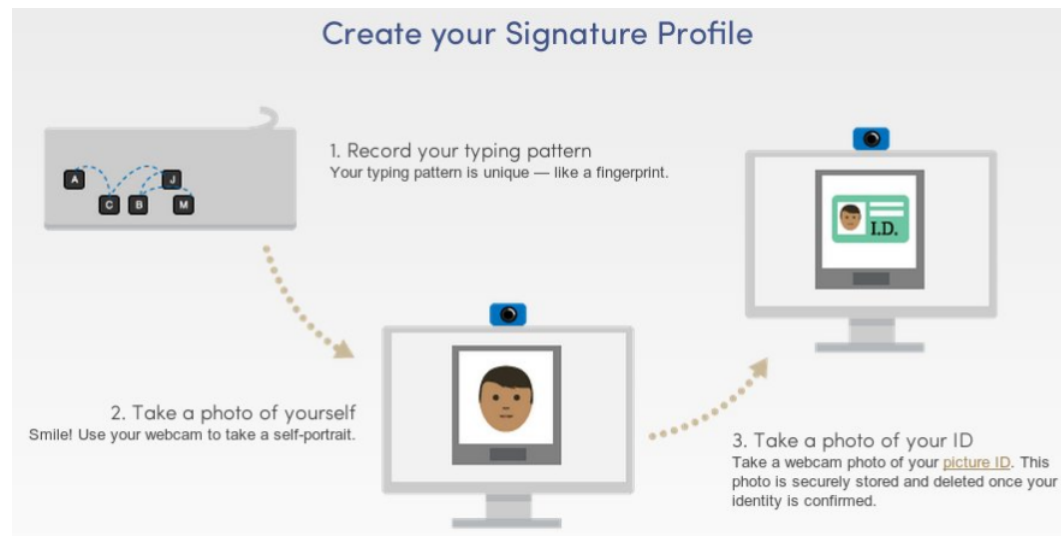 Create your Signature Profile
A
J
C
B
M
1. Record your typing pattern
Your typing pattern is unique — like a fingerprint.
2. Take a photo of yourself
Smile! Use your webcam to take a self-portrait.
I.D.
3. Take a photo of your ID
Take a webcam photo of your picture ID. This
photo is securely stored and deleted once your
identity is confirmed.